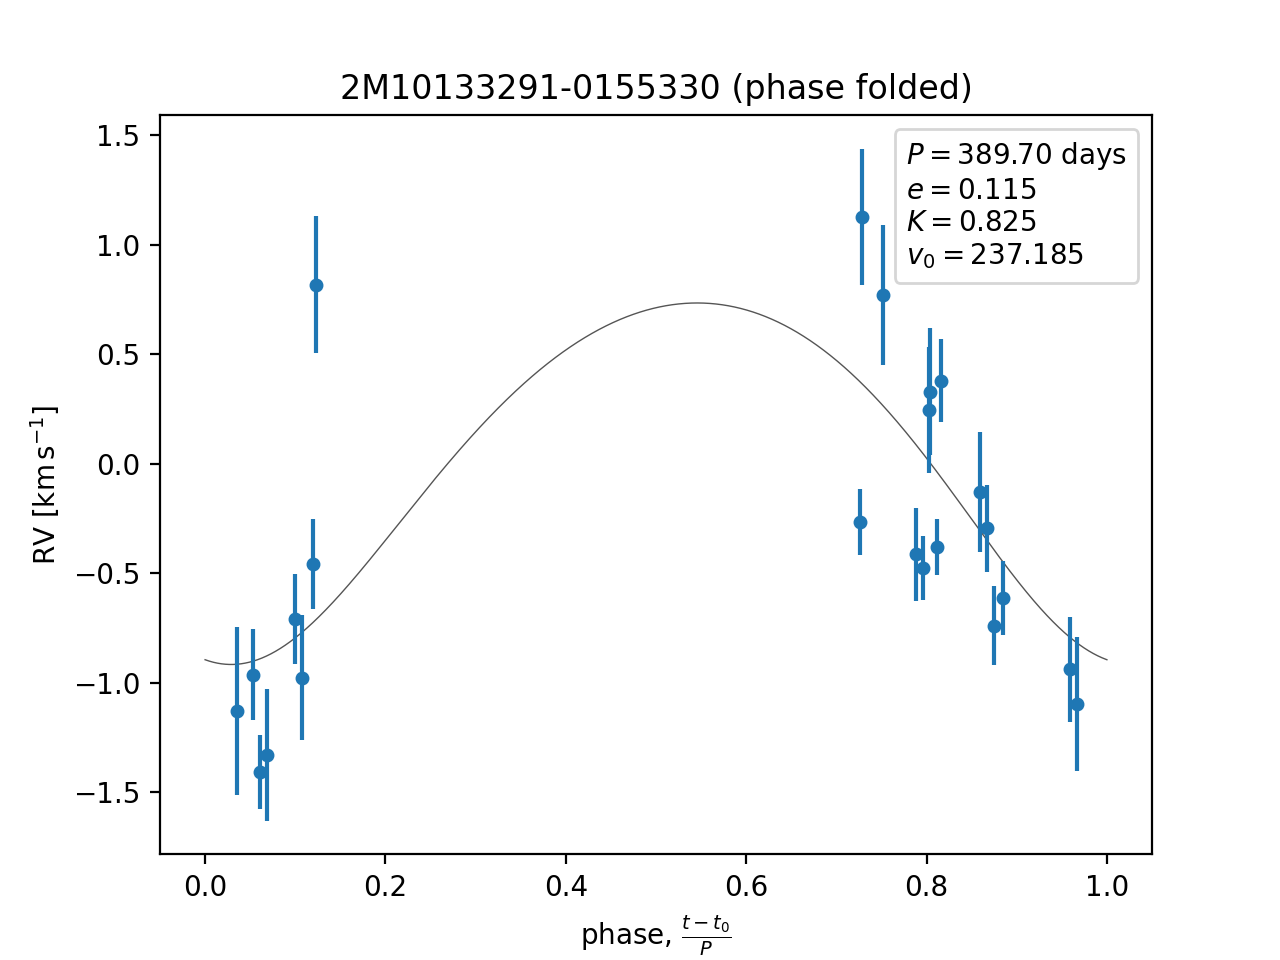 2M10133291-0155330 (phase folded)
P = 389.70 days
e = 0.115
K = 0.825
v₀ = 237.185
RV [km s⁻¹]
1.5
1.0
0.5
0.0
−0.5
−1.0
−1.5
0.0 0.2 0.4 0.6 0.8 1.0
phase, (t − t₀)/P